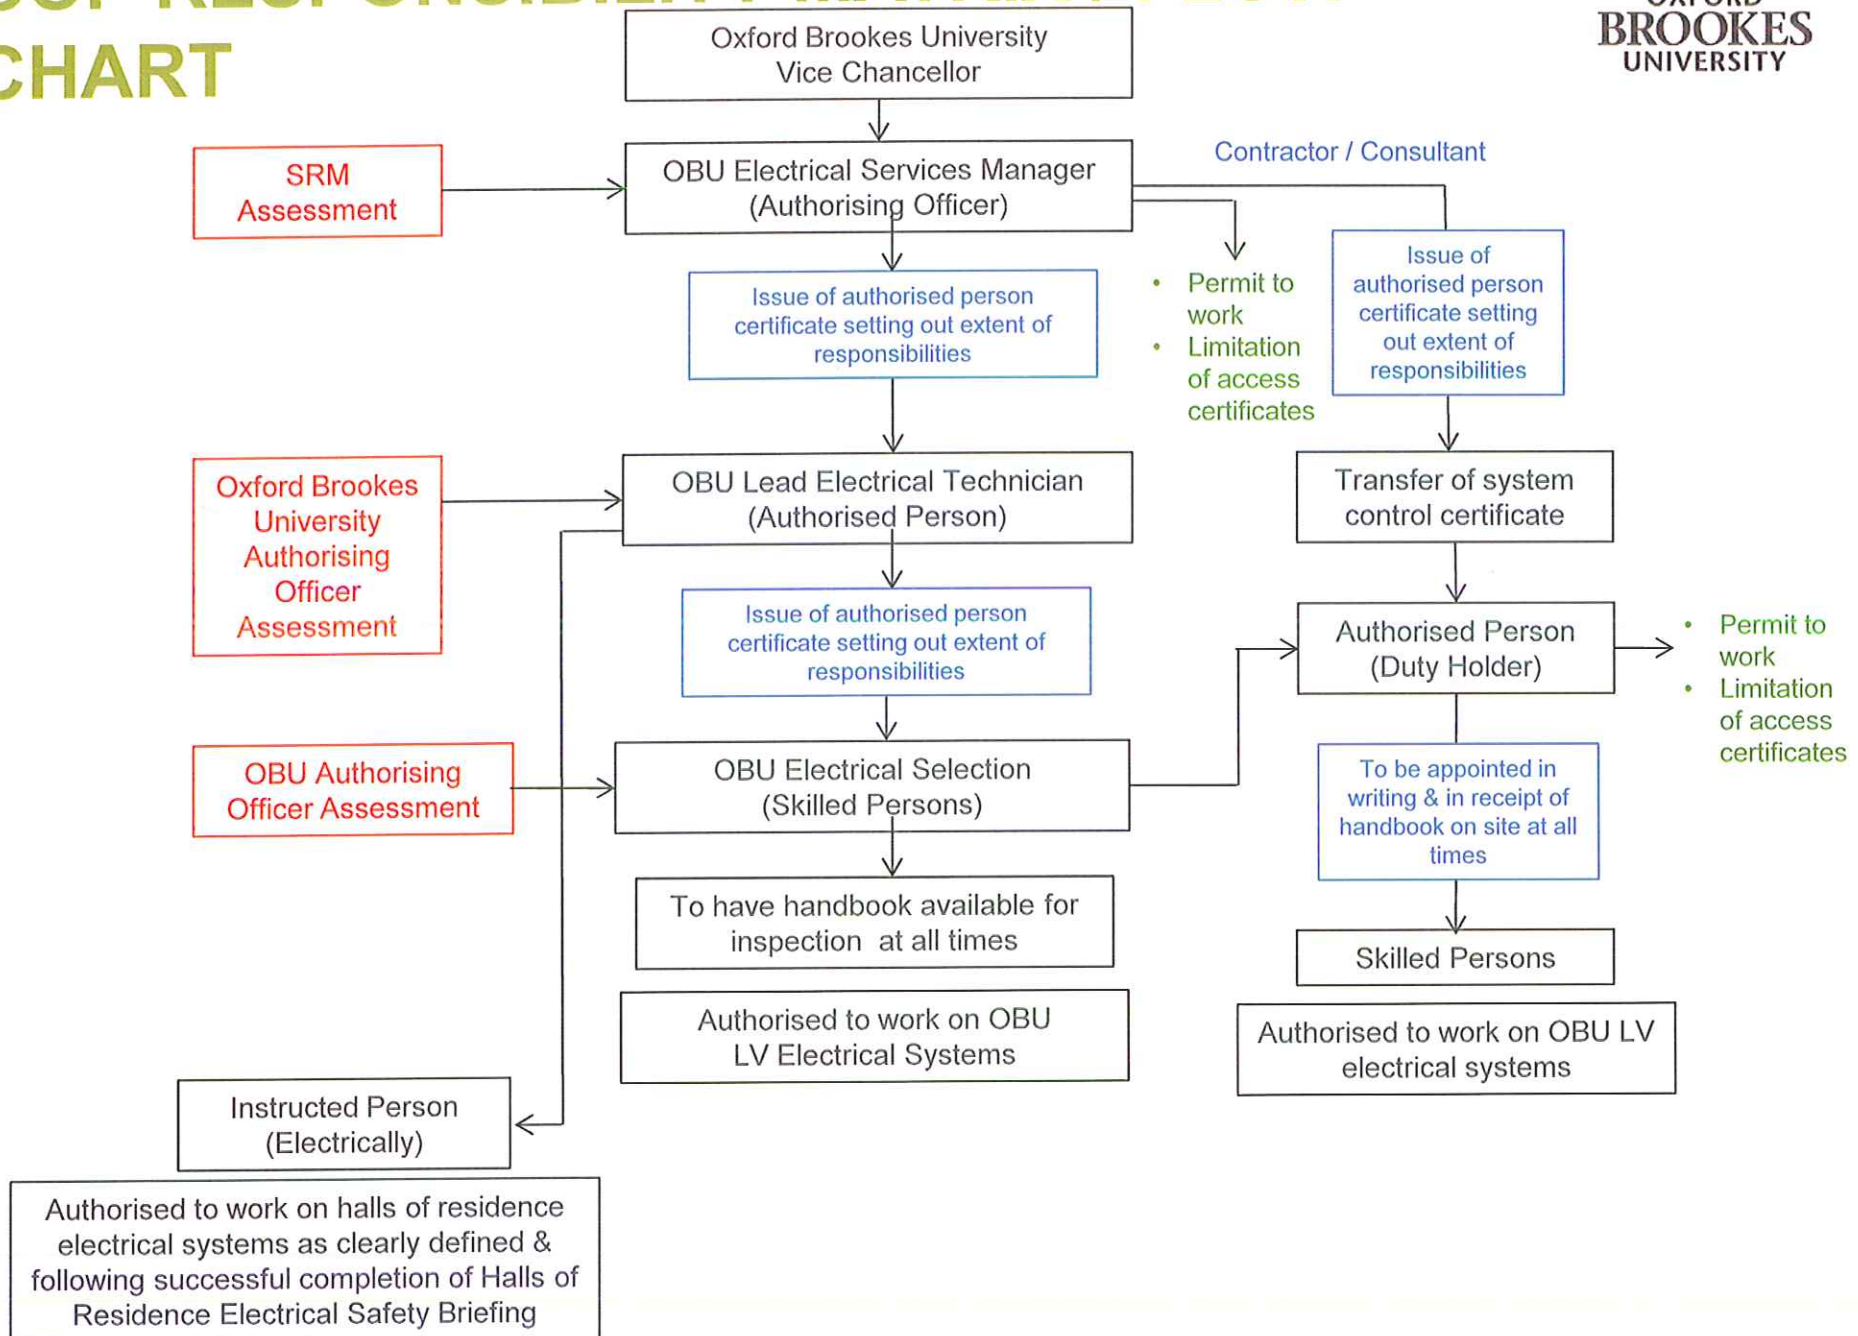 CHART
OXFORD
BROOKES
UNIVERSITY
Oxford Brookes University
Vice Chancellor
SRM
Assessment
OBU Electrical Services Manager
(Authorising Officer)
Contractor / Consultant
Issue of authorised person
certificate setting out extent of
responsibilities
• Permit to
work
• Limitation
of access
certificates
Issue of
authorised person
certificate setting
out extent of
responsibilities
Oxford Brookes
University
Authorising
Officer
Assessment
OBU Lead Electrical Technician
(Authorised Person)
Transfer of system
control certificate
Issue of authorised person
certificate setting out extent of
responsibilities
Authorised Person
(Duty Holder)
• Permit to
work
• Limitation
of access
certificates
OBU Authorising
Officer Assessment
OBU Electrical Selection
(Skilled Persons)
To be appointed in
writing & in receipt of
handbook on site at all
times
To have handbook available for
inspection at all times
Skilled Persons
Authorised to work on OBU
LV Electrical Systems
Authorised to work on OBU LV
electrical systems
Instructed Person
(Electrically)
Authorised to work on halls of residence
electrical systems as clearly defined &
following successful completion of Halls of
Residence Electrical Safety Briefing